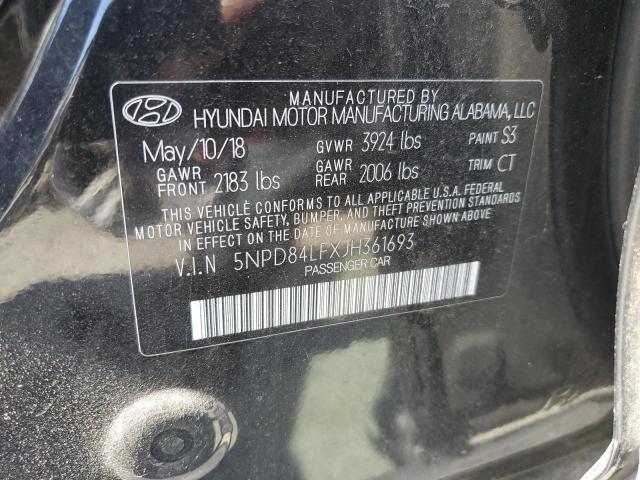 MANUFACTURED BY
HYUNDAI MOTOR MANUFACTURING ALABAMA, LLC
May/10/18 GVWR 3924 lbs PAINT S3
GAWR FRONT 2183 lbs GAWR REAR 2006 lbs TRIM CT
THIS VEHICLE CONFORMS TO ALL APPLICABLE U.S.A. FEDERAL
MOTOR VEHICLE SAFETY, BUMPER, AND THEFT PREVENTION STANDARDS
IN EFFECT ON THE DATE OF MANUFACTURE SHOWN ABOVE.
V.I.N 5NPD84LFXJH361693
PASSENGER CAR